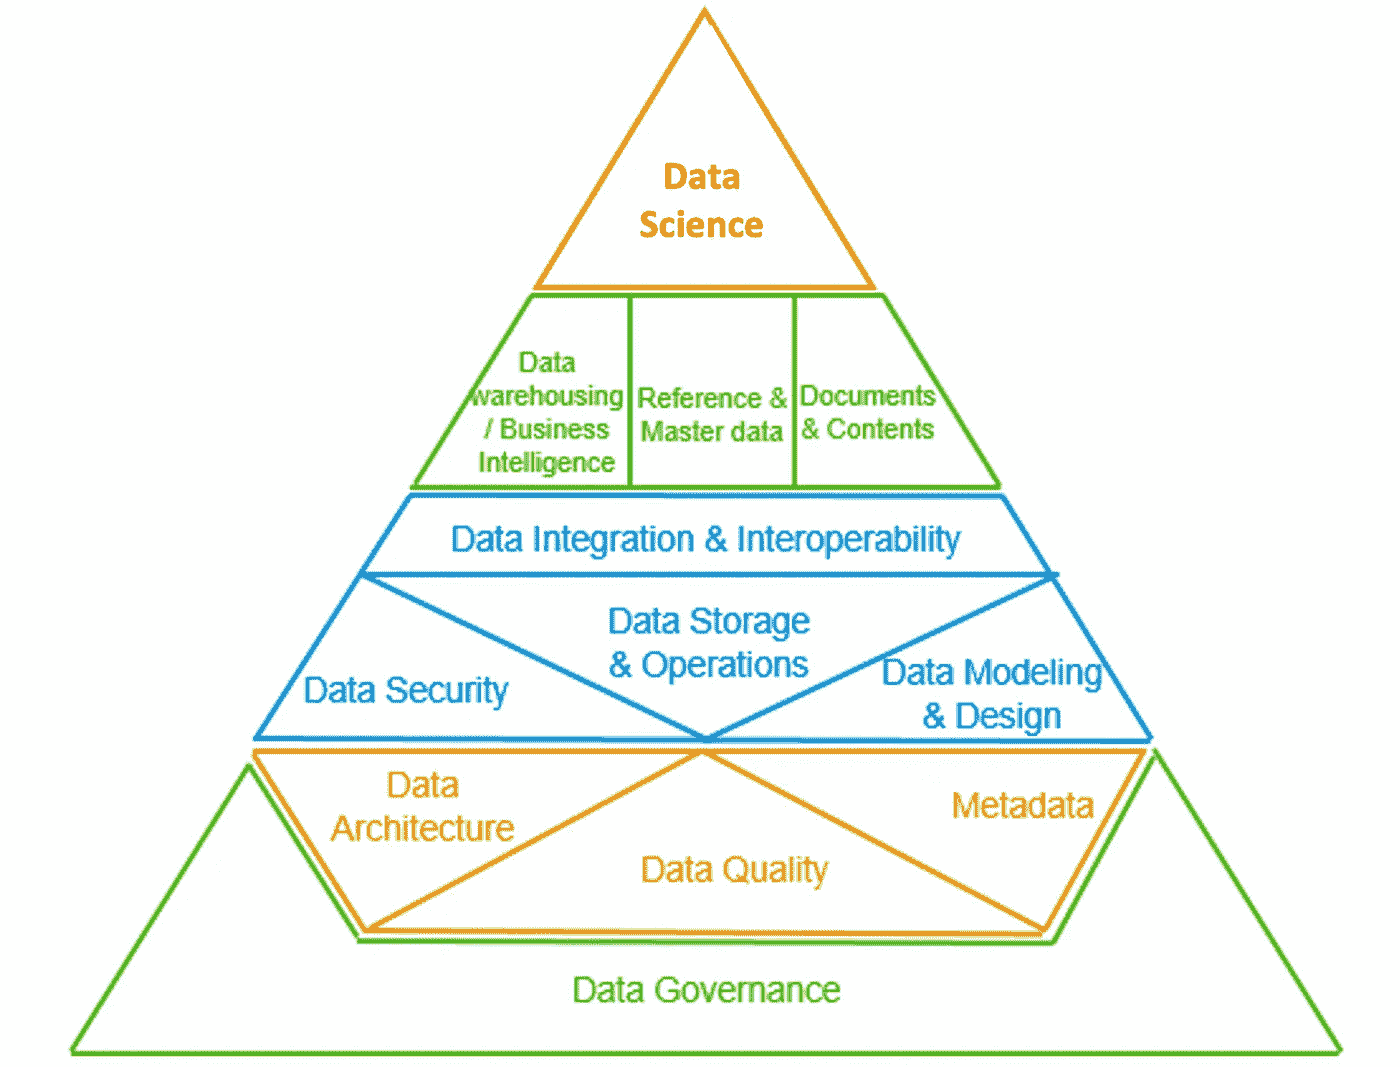 Data
Science
Data
warehousing
/ Business
Intelligence
Reference &
Master data
Documents
& Contents
Data Integration & Interoperability
Data Storage
& Operations
Data Security
Data Modeling
& Design
Data
Architecture
Metadata
Data Quality
Data Governance